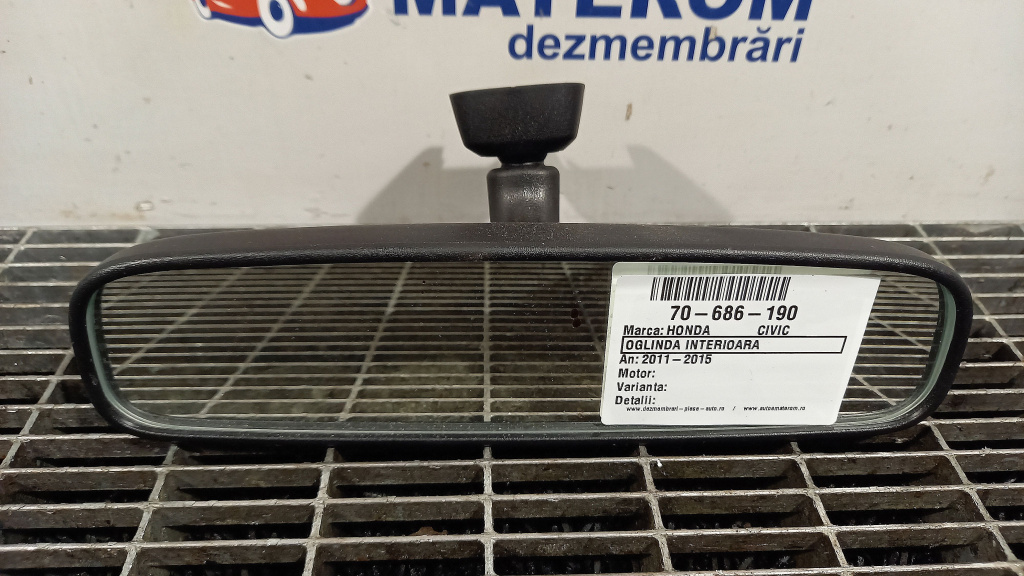 MATEROM
dezmembrări
70-686-190
Marca: HONDA CIVIC
OGLINDA INTERIOARA
An: 2011-2015
Motor:
Varianta:
Detalii:
www.dezmembrari-piese-auto.ro / www.autoematerom.ro